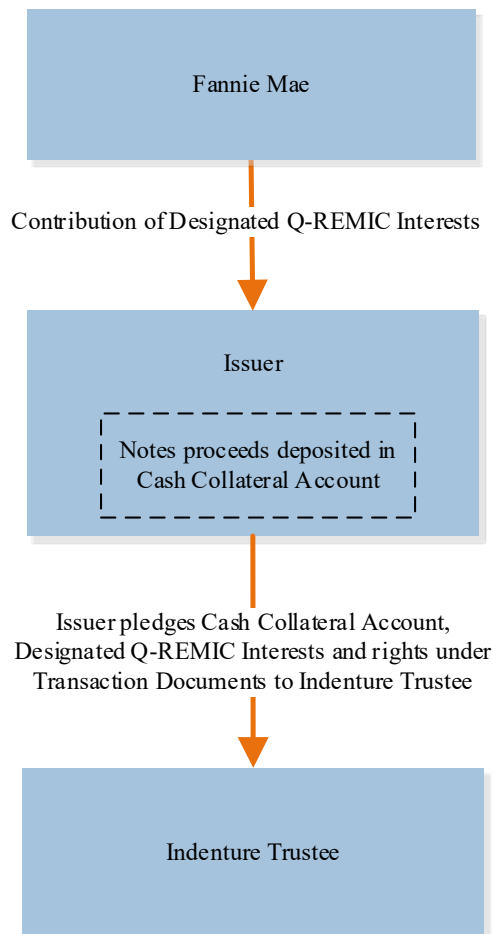 Fannie Mae
Contribution of Designated Q-REMIC Interests
Issuer
Notes proceeds deposited in
Cash Collateral Account
Issuer pledges Cash Collateral Account,
Designated Q-REMIC Interests and rights under
Transaction Documents to Indenture Trustee
Indenture Trustee